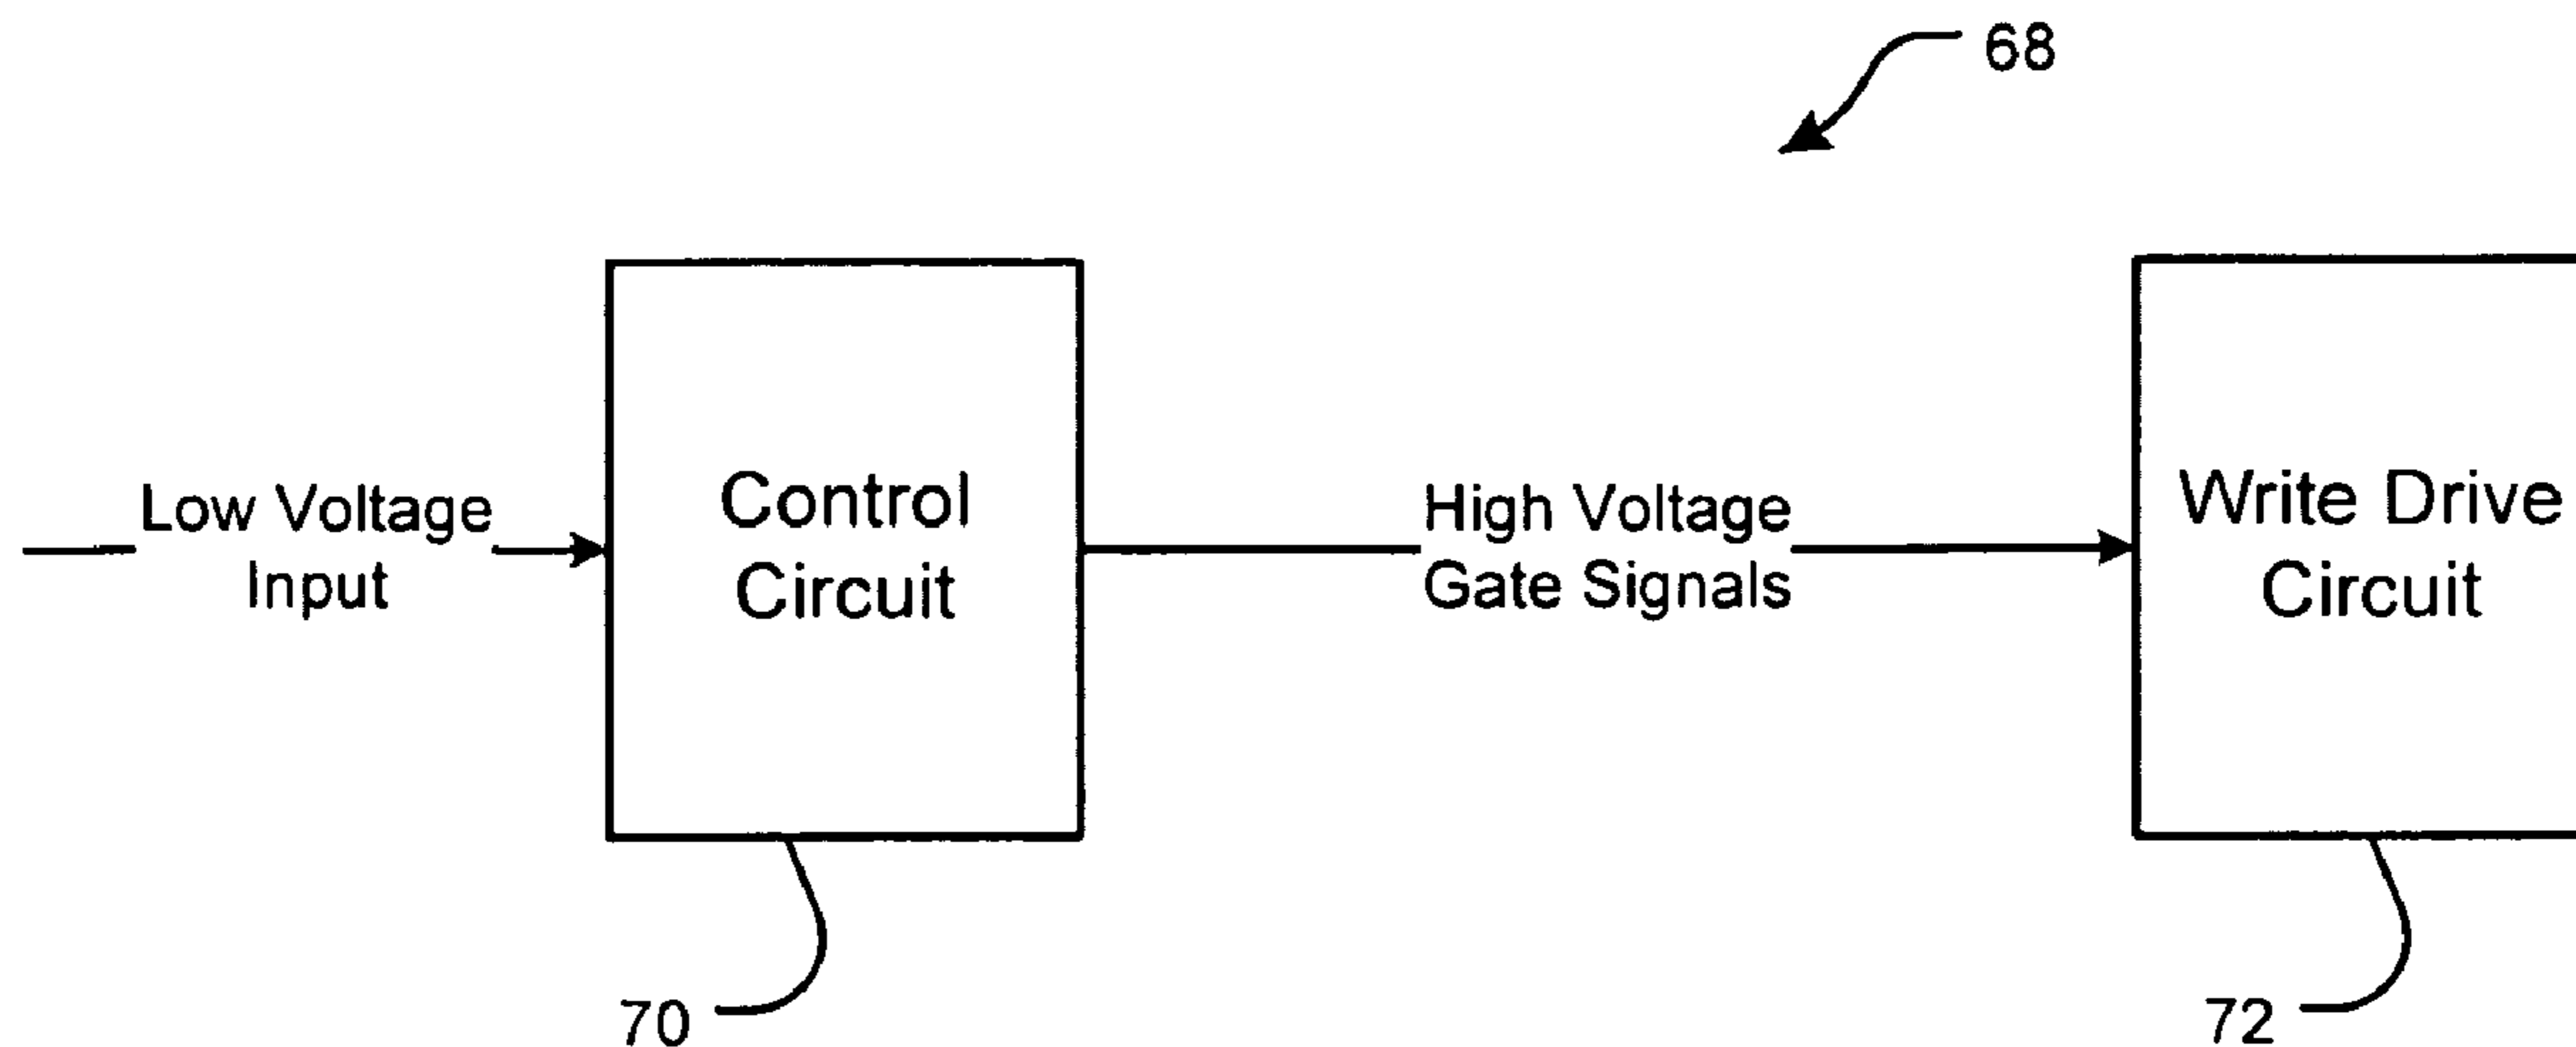 68
Low Voltage
Input
Control
Circuit
High Voltage
Gate Signals
Write Drive
Circuit
70
72